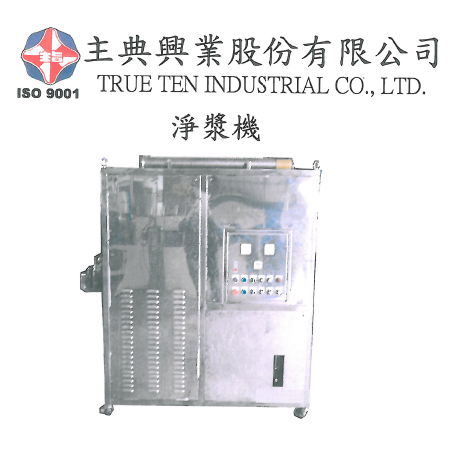 主典興業股份有限公司
TRUE TEN INDUSTRIAL CO., LTD.
ISO 9001
淨漿機